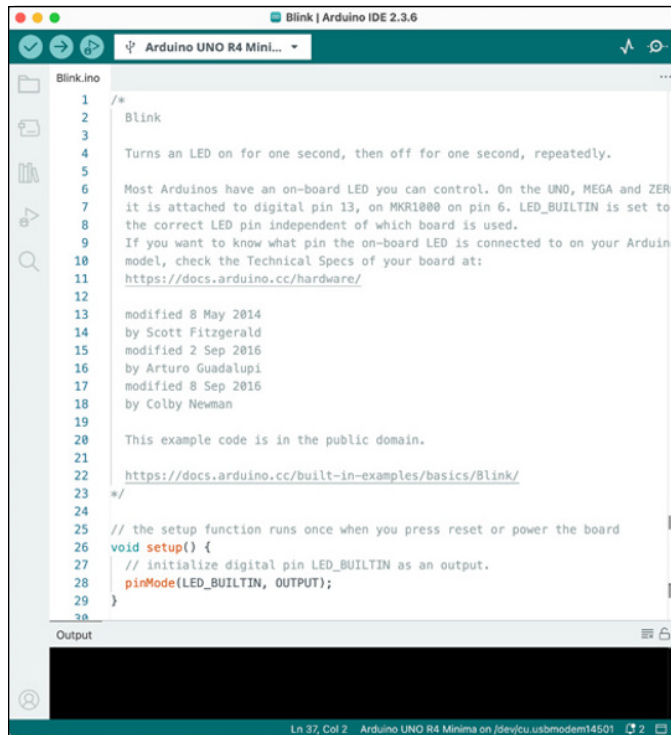 Blink | Arduino IDE 2.3.6
Arduino UNO R4 Mini...
Blink.ino
...
1 /*
2 Blink
3
4 Turns an LED on for one second, then off for one second, repeatedly.
5
6 Most Arduinos have an on-board LED you can control. On the UNO, MEGA and ZER
7 it is attached to digital pin 13, on MKR1000 on pin 6. LED_BUILTIN is set to
8 the correct LED pin independent of which board is used.
9 If you want to know what pin the on-board LED is connected to on your Arduin
10 model, check the Technical Specs of your board at:
11 https://docs.arduino.cc/hardware/
12
13 modified 8 May 2014
14 by Scott Fitzgerald
15 modified 2 Sep 2016
16 by Arturo Guadalupi
17 modified 8 Sep 2016
18 by Colby Newman
19
20 This example code is in the public domain.
21
22 https://docs.arduino.cc/built-in-examples/basics/Blink/
23 */
24
25 // the setup function runs once when you press reset or power the board
26 void setup() {
27 // initialize digital pin LED_BUILTIN as an output.
28 pinMode(LED_BUILTIN, OUTPUT);
29 }
30
Output
Ln 37, Col 2 Arduino UNO R4 Minima on /dev/cu.usbmodem14501 2